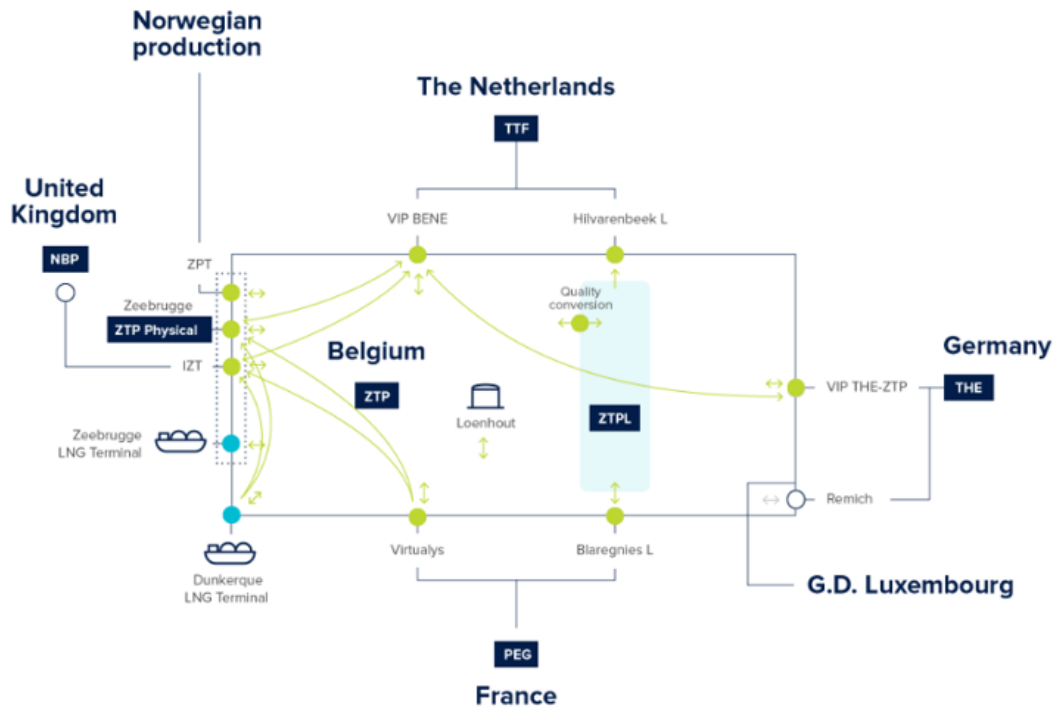 Norwegian
production
The Netherlands
TTF
United
Kingdom
NBP
VIP BENE
Hilvarenbeek L
ZPT
Zeebrugge
ZTP Physical
IZT
Quality
conversion
Belgium
ZTP
Loenhout
ZTPL
Germany
VIP THE-ZTP
THE
Zeebrugge
LNG Terminal
Remich
Dunkerque
LNG Terminal
Virtualys
Blaregnies L
G.D. Luxembourg
PEG
France